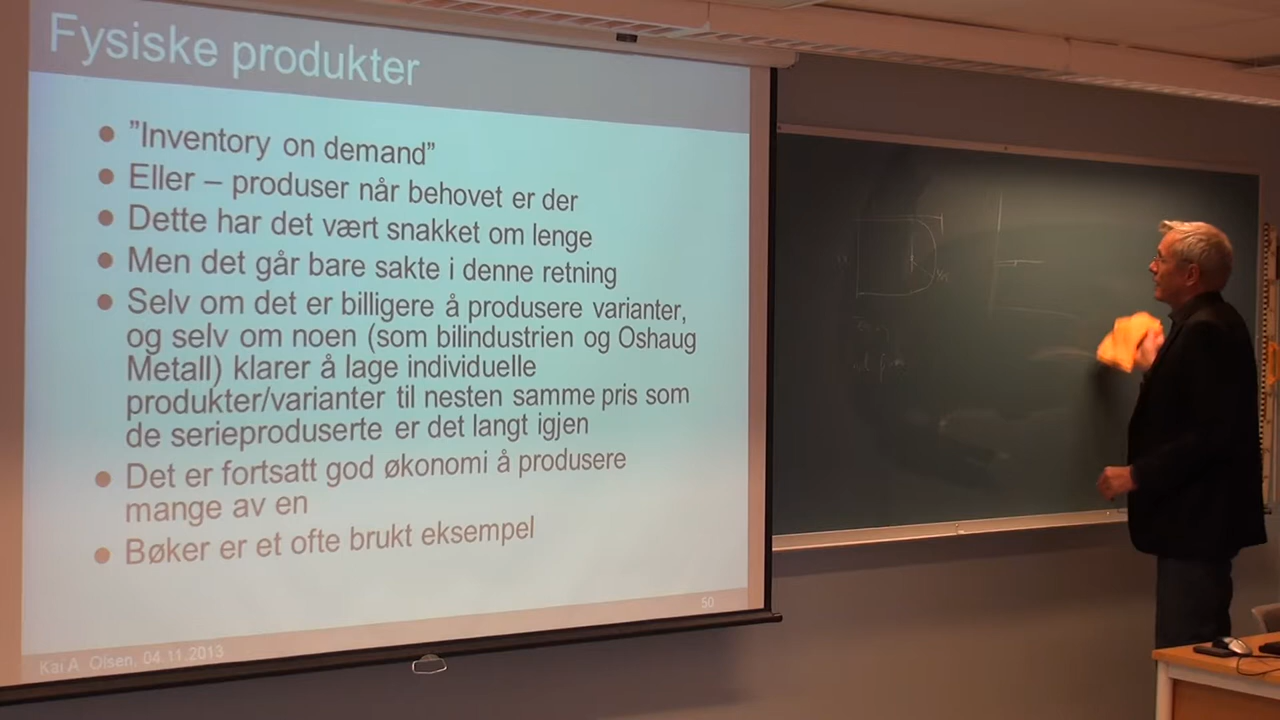 Fysiske produkter
”Inventory on demand”
Eller – produser når behovet er der
Dette har det vært snakket om lenge
Men det går bare sakte i denne retning
Selv om det er billigere å produsere varianter,
og selv om noen (som bilindustrien og Oshaug
Metall) klarer å lage individuelle
produkter/varianter til nesten samme pris som
de serieproduserte er det langt igjen
Det er fortsatt god økonomi å produsere
mange av en
Bøker er et ofte brukt eksempel
50
Kai A. Olsen, 04.11.2013